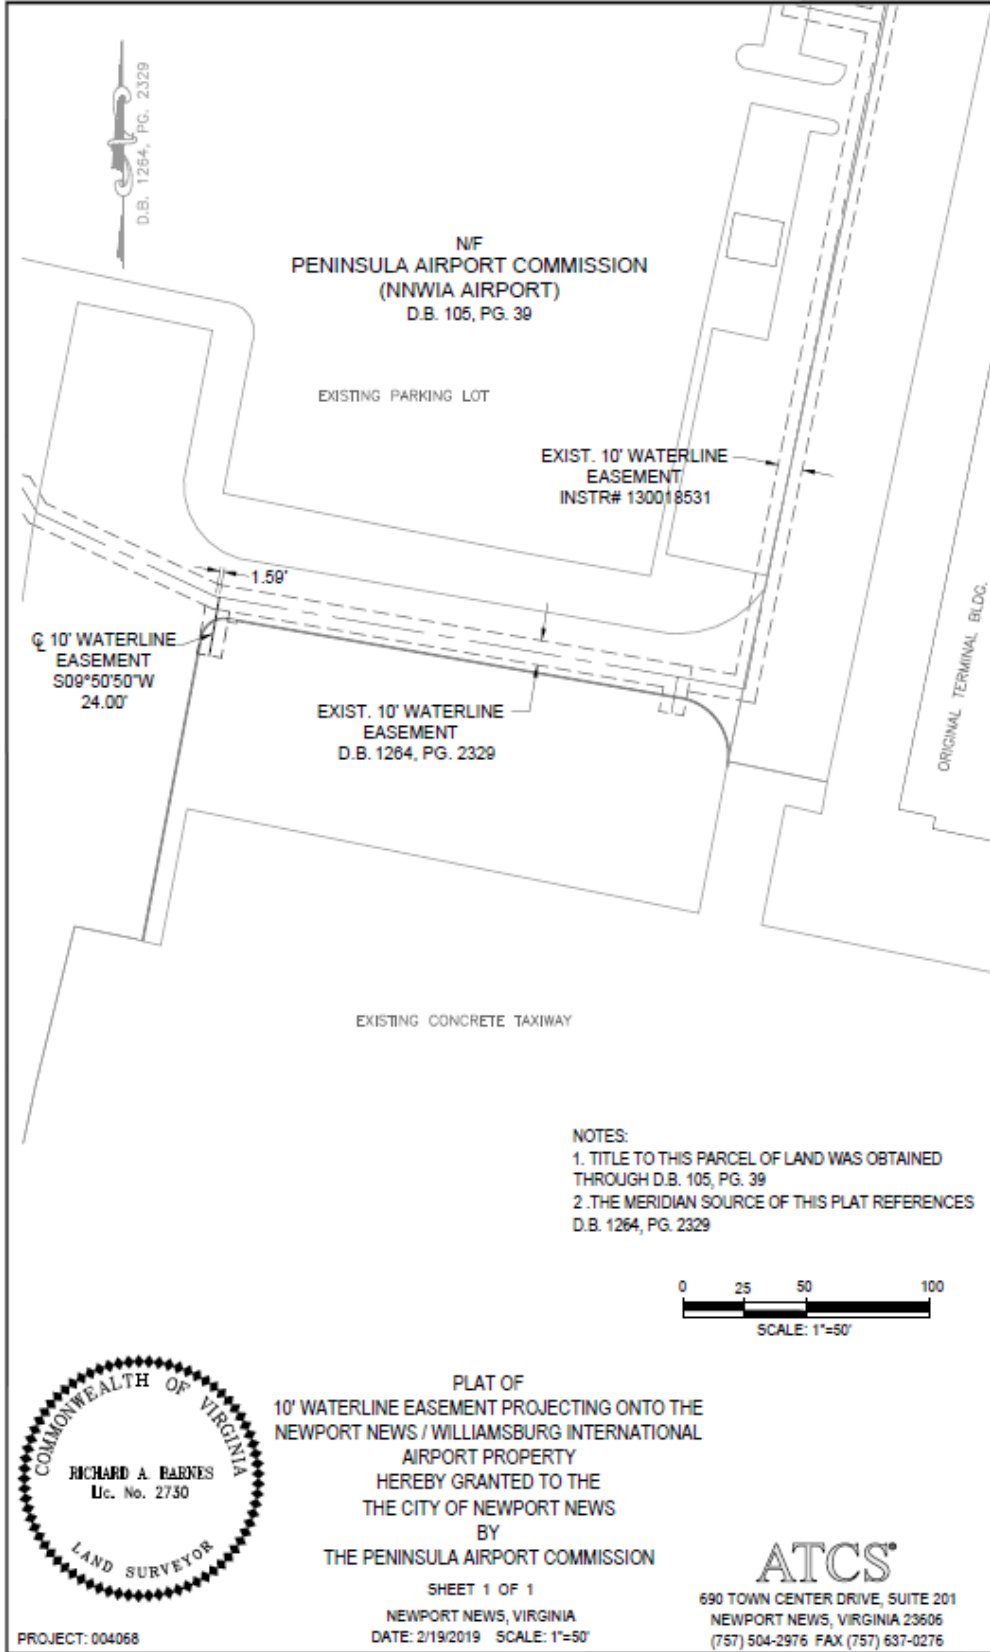 D.B. 1264, PG. 2329
N/F
PENINSULA AIRPORT COMMISSION
(NNWIA AIRPORT)
D.B. 105, PG. 39
EXISTING PARKING LOT
EXIST. 10' WATERLINE
EASEMENT
INSTR# 130018531
1.59'
℄ 10' WATERLINE
EASEMENT
S09°50'50"W
24.00'
EXIST. 10' WATERLINE
EASEMENT
D.B. 1264, PG. 2329
ORIGINAL TERMINAL BLDG.
EXISTING CONCRETE TAXIWAY
NOTES:
1. TITLE TO THIS PARCEL OF LAND WAS OBTAINED
THROUGH D.B. 105, PG. 39
2 .THE MERIDIAN SOURCE OF THIS PLAT REFERENCES
D.B. 1264, PG. 2329
0 25 50 100
SCALE: 1"=50'
COMMONWEALTH OF VIRGINIA
RICHARD A. BARNES
Lic. No. 2730
LAND SURVEYOR
PLAT OF
10' WATERLINE EASEMENT PROJECTING ONTO THE
NEWPORT NEWS / WILLIAMSBURG INTERNATIONAL
AIRPORT PROPERTY
HEREBY GRANTED TO THE
THE CITY OF NEWPORT NEWS
BY
THE PENINSULA AIRPORT COMMISSION
SHEET 1 OF 1
NEWPORT NEWS, VIRGINIA
DATE: 2/19/2019 SCALE: 1"=50'
ATCS
690 TOWN CENTER DRIVE, SUITE 201
NEWPORT NEWS, VIRGINIA 23606
(757) 504-2976 FAX (757) 637-0276
PROJECT: 004068